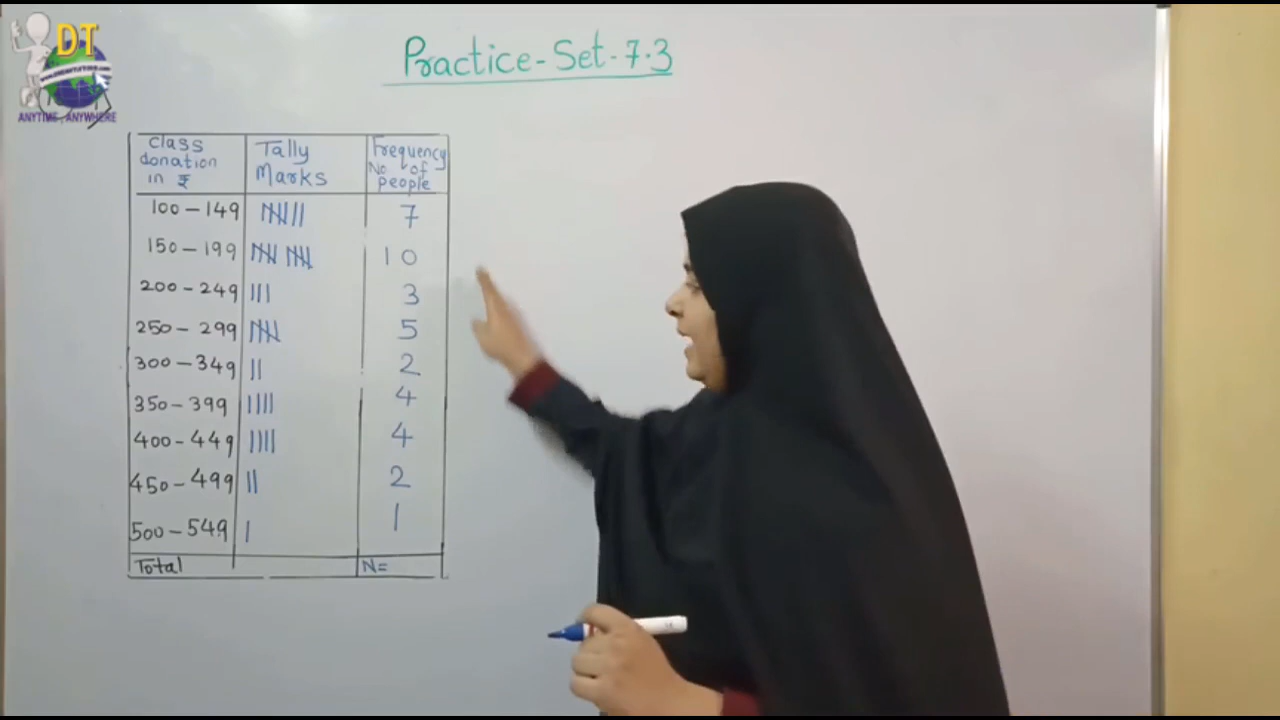 DT
ANYTIME, ANYWHERE
Practice-Set-7.3
Class donation in ₹ Tally Marks Frequency No of people
100-149 7
150-199 10
200-249 ||| 3
250-299 5
300-349 || 2
350-399 |||| 4
400-449 |||| 4
450-499 || 2
500-549 | 1
Total N=